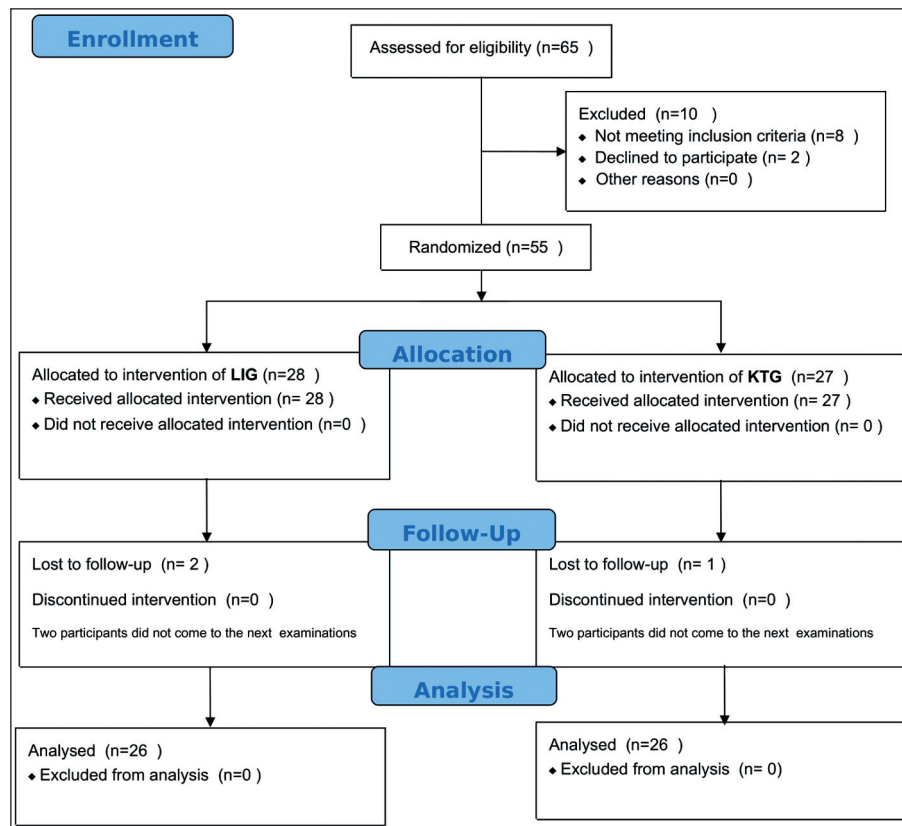 Enrollment
Assessed for eligibility (n=65 )
Excluded (n=10 )
⬥ Not meeting inclusion criteria (n=8 )
⬥ Declined to participate (n= 2 )
⬥ Other reasons (n=0 )
Randomized (n=55 )
Allocation
Allocated to intervention of LIG (n=28 )
⬥ Received allocated intervention (n= 28 )
⬥ Did not receive allocated intervention (n=0 )
Allocated to intervention of KTG (n=27 )
⬥ Received allocated intervention (n= 27 )
⬥ Did not receive allocated intervention (n= 0 )
Follow-Up
Lost to follow-up (n= 2 )
Discontinued intervention (n=0 )
Two participants did not come to the next examinations
Lost to follow-up (n= 1 )
Discontinued intervention (n=0 )
Two participants did not come to the next examinations
Analysis
Analysed (n=26 )
⬥ Excluded from analysis (n=0 )
Analysed (n=26 )
⬥ Excluded from analysis (n= 0)